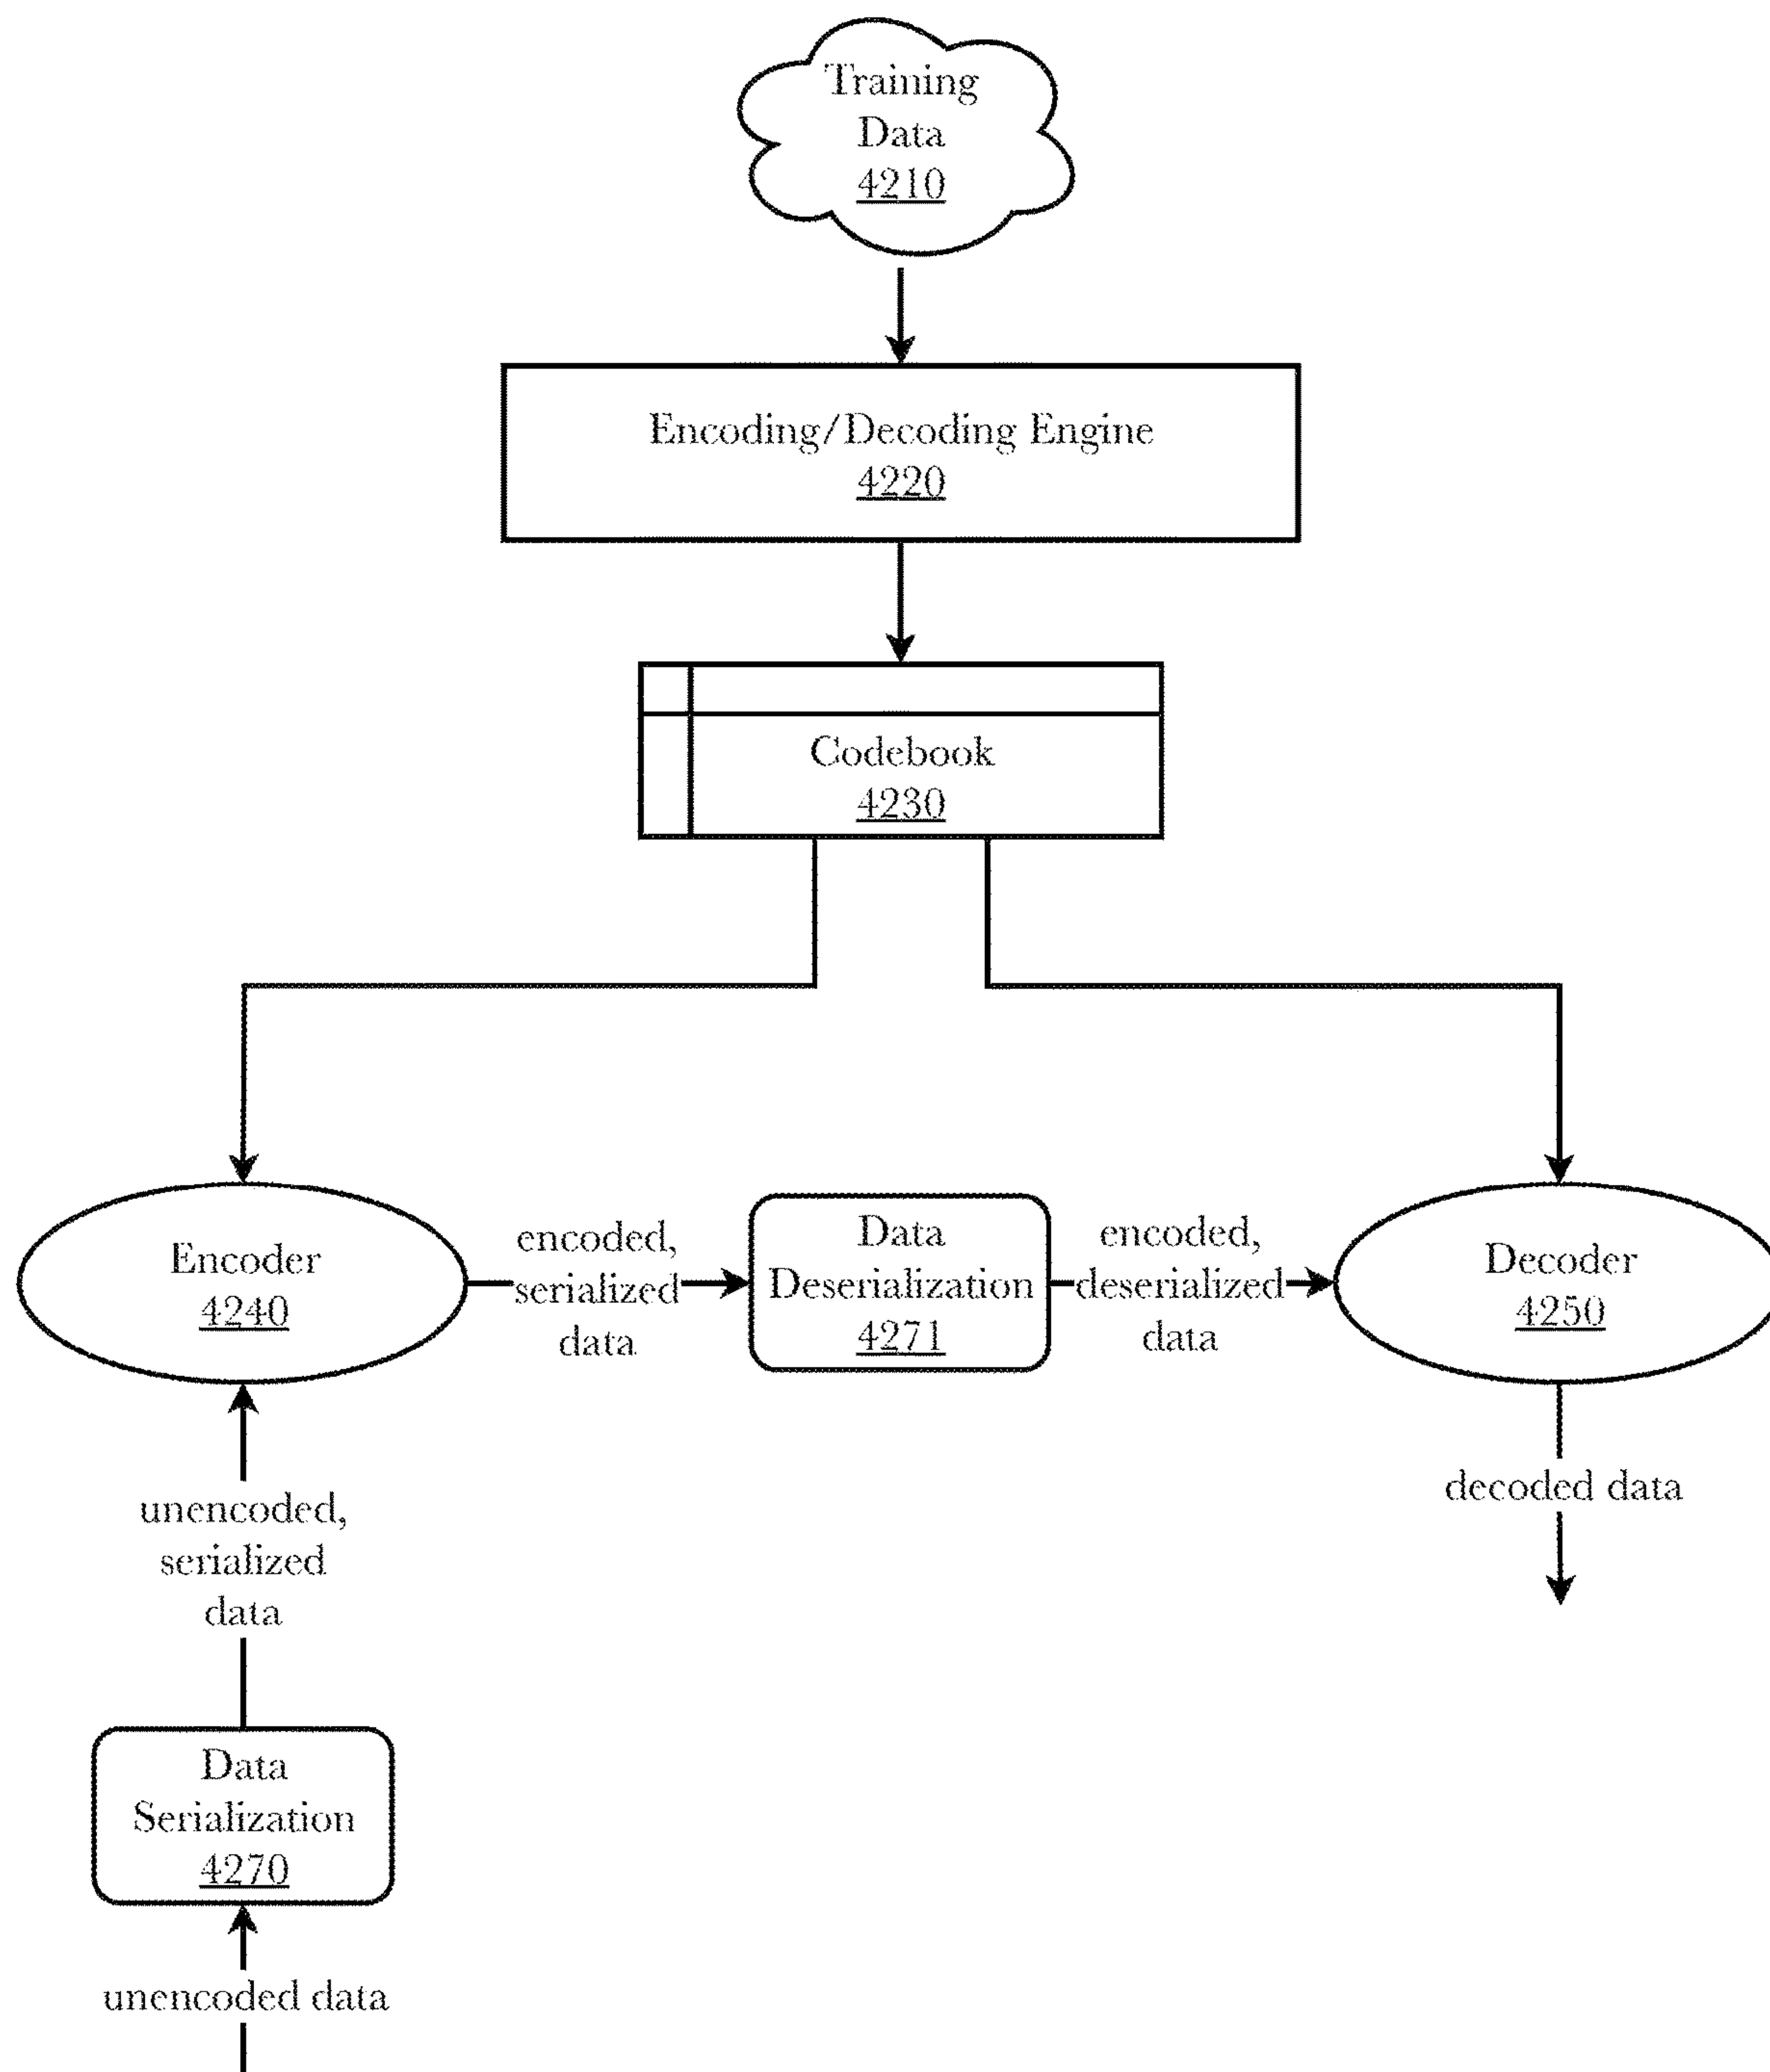 Training
Data
4210
Encoding/Decoding Engine
4220
Codebook
4230
Encoder
4240
encoded,
serialized
data
Data
Deserialization
4271
encoded,
deserialized
data
Decoder
4250
decoded data
unencoded,
serialized
data
Data
Serialization
4270
unencoded data